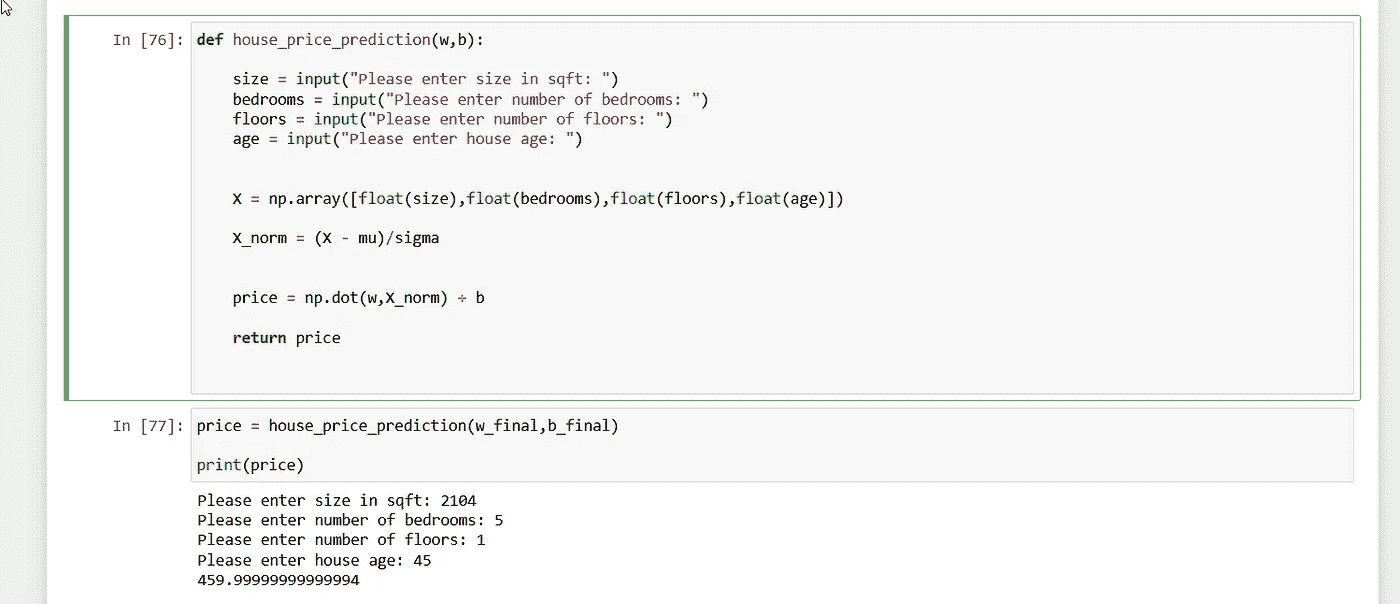 In [76]: def house_price_prediction(w,b):
size = input("Please enter size in sqft: ")
bedrooms = input("Please enter number of bedrooms: ")
floors = input("Please enter number of floors: ")
age = input("Please enter house age: ")
X = np.array([float(size),float(bedrooms),float(floors),float(age)])
X_norm = (X - mu)/sigma
price = np.dot(w,X_norm) + b
return price
In [77]: price = house_price_prediction(w_final,b_final)
print(price)
Please enter size in sqft: 2104
Please enter number of bedrooms: 5
Please enter number of floors: 1
Please enter house age: 45
459.99999999999994